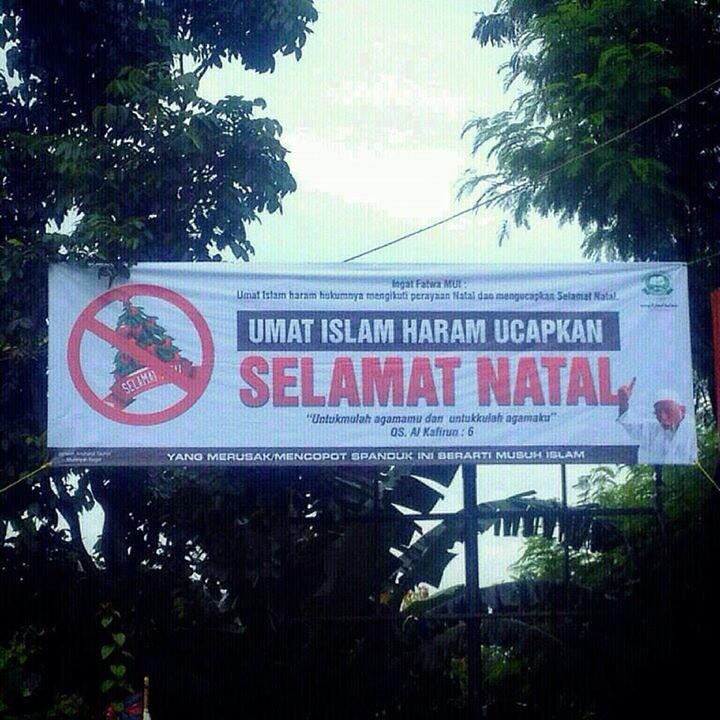 Ingat Fatwa MUI :
Umat Islam haram hukumnya mengikuti perayaan Natal dan mengucapkan Selamat Natal.
UMAT ISLAM HARAM UCAPKAN
SELAMAT
SELAMAT NATAL
"Untukmulah agamamu dan untukkulah agamaku"
QS. Al Kafirun : 6
YANG MERUSAK/MENCOPOT SPANDUK INI BERARTI MUSUH ISLAM